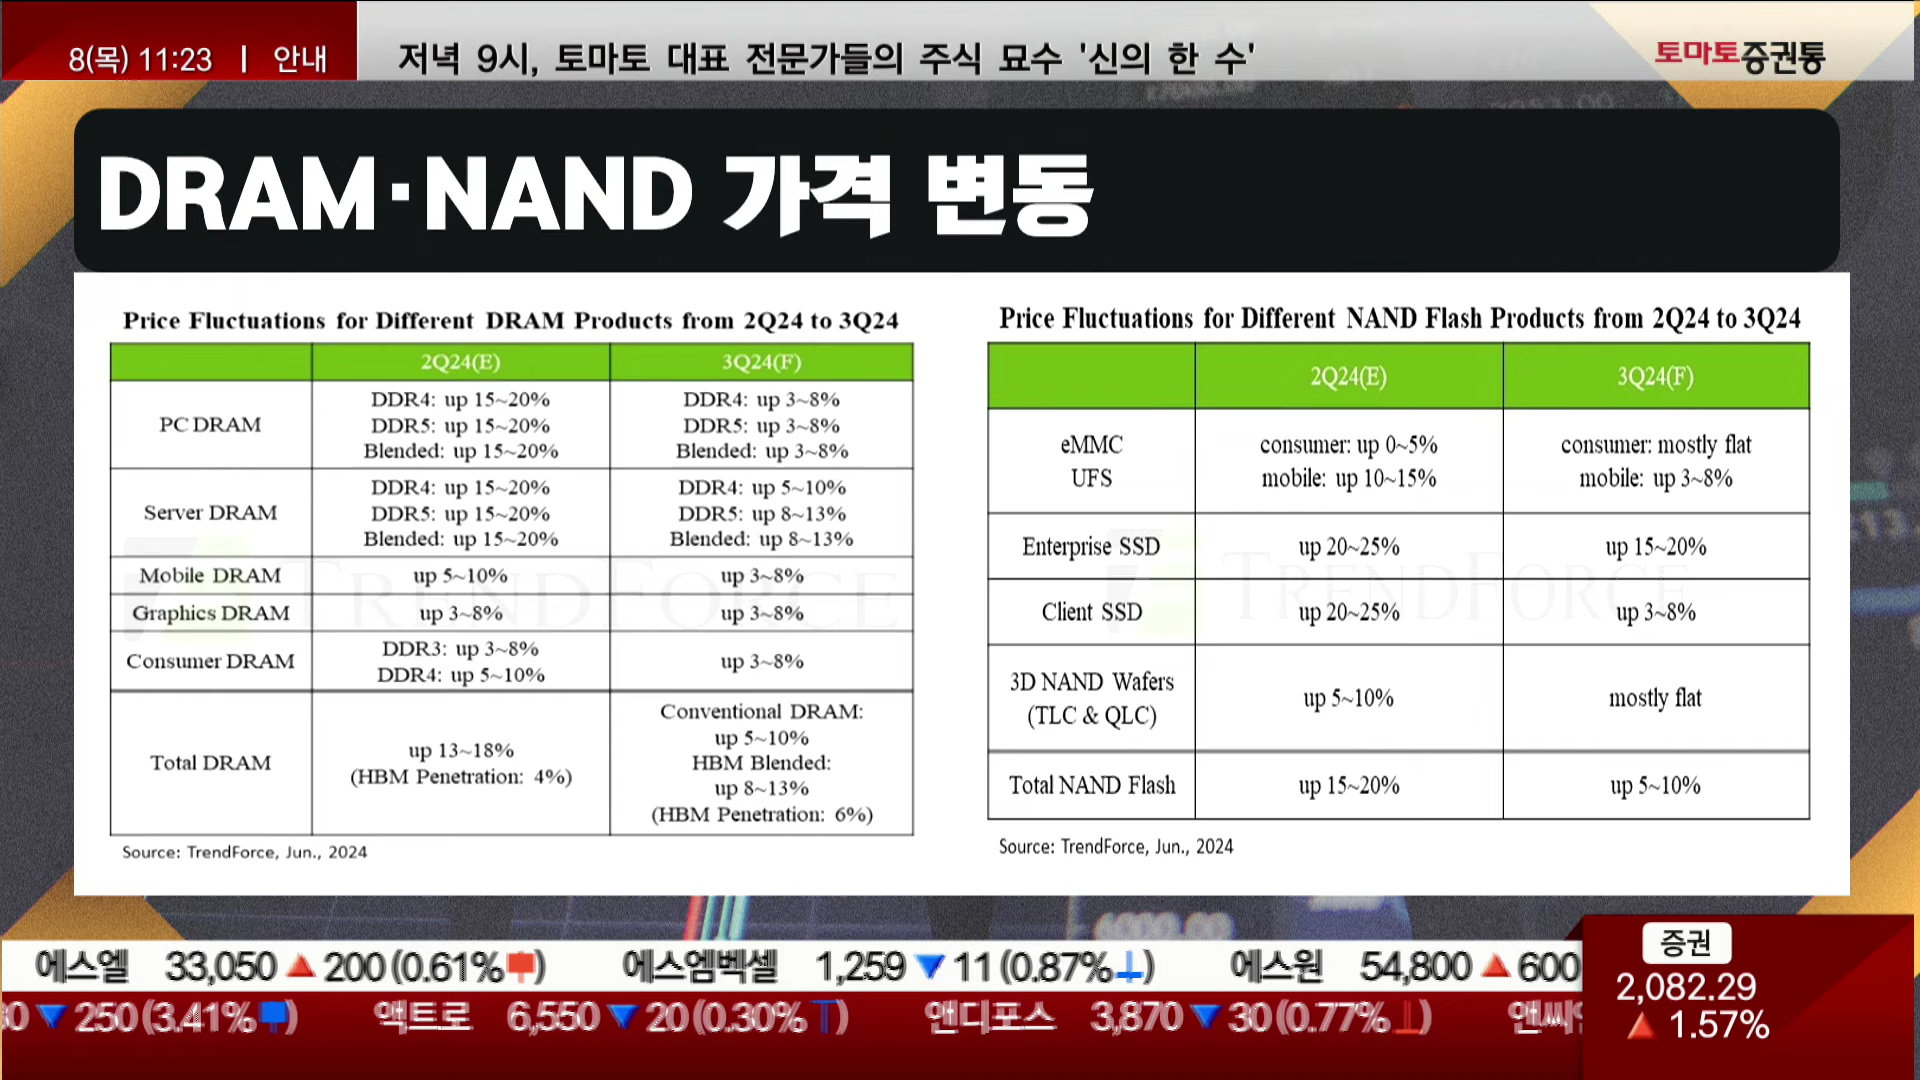 8(목) 11:23 | 안내
저녁 9시, 토마토 대표 전문가들의 주식 묘수 '신의 한 수'
토마토증권통
DRAM·NAND 가격 변동
Price Fluctuations for Different DRAM Products from 2Q24 to 3Q24
2Q24(E) 3Q24(F)
PC DRAM
DDR4: up 15~20%
DDR5: up 15~20%
Blended: up 15~20%
DDR4: up 3~8%
DDR5: up 3~8%
Blended: up 3~8%
Server DRAM
DDR4: up 15~20%
DDR5: up 15~20%
Blended: up 15~20%
DDR4: up 5~10%
DDR5: up 8~13%
Blended: up 8~13%
Mobile DRAM up 5~10% up 3~8%
Graphics DRAM up 3~8% up 3~8%
Consumer DRAM
DDR3: up 3~8%
DDR4: up 5~10%
up 3~8%
Total DRAM
up 13~18%
(HBM Penetration: 4%)
Conventional DRAM:
up 5~10%
HBM Blended:
up 8~13%
(HBM Penetration: 6%)
TRENDFORCE
Source: TrendForce, Jun., 2024
Price Fluctuations for Different NAND Flash Products from 2Q24 to 3Q24
2Q24(E) 3Q24(F)
eMMC
UFS
consumer: up 0~5%
mobile: up 10~15%
consumer: mostly flat
mobile: up 3~8%
Enterprise SSD up 20~25% up 15~20%
Client SSD up 20~25% up 3~8%
3D NAND Wafers
(TLC & QLC)
up 5~10%
mostly flat
Total NAND Flash up 15~20% up 5~10%
TRENDFORCE
Source: TrendForce, Jun., 2024
에스엘 33,050 ▲ 200 (0.61%) 에스엠벡셀 1,259 ▼ 11 (0.87%) 에스원 54,800 ▲ 600
▼ 250 (3.41%) 액트로 6,550 ▼ 20 (0.30%) 앤디포스 3,870 ▼ 30 (0.77%) 앤씨
증권
2,082.29
▲ 1.57%